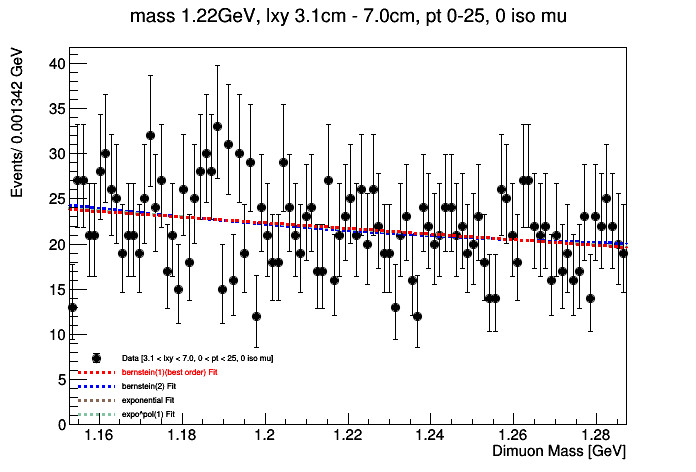 mass 1.22GeV, lxy 3.1cm - 7.0cm, pt 0-25, 0 iso mu
Events/ 0.001342 GeV
40
35
30
25
20
15
10
5
0
Data [3.1 < lxy < 7.0, 0 < pt < 25, 0 iso mu]
bernstein(1)(best order) Fit
bernstein(2) Fit
exponential Fit
expo*pol(1) Fit
1.16 1.18 1.2 1.22 1.24 1.26 1.28
Dimuon Mass [GeV]